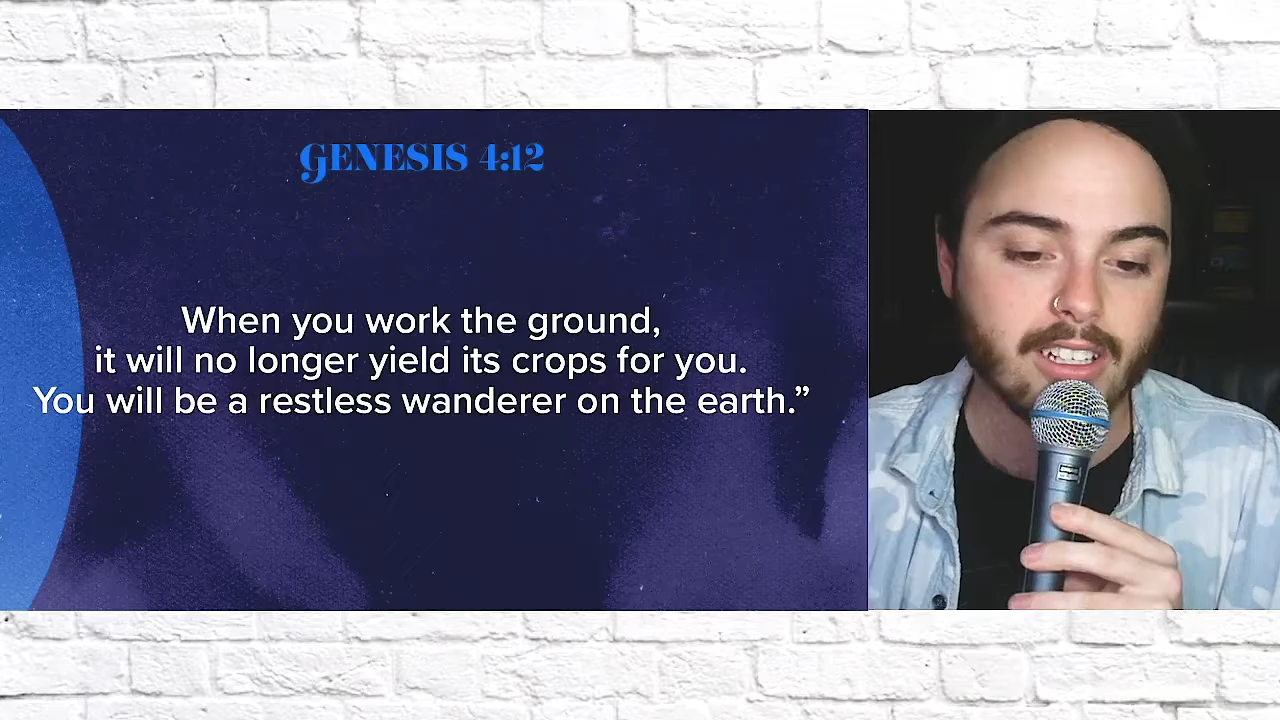 GENESIS 4:12
When you work the ground,
it will no longer yield its crops for you.
You will be a restless wanderer on the earth.”